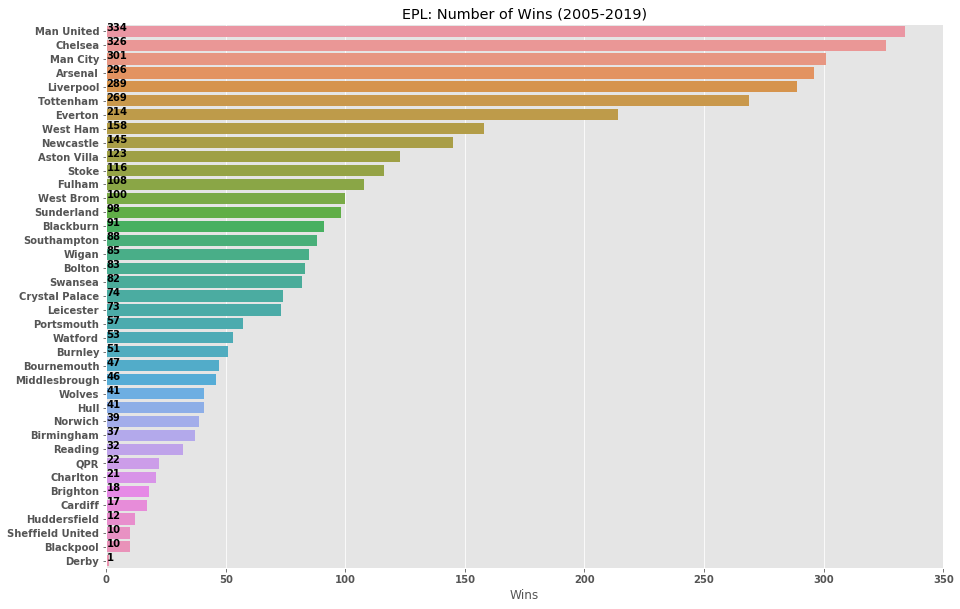 EPL: Number of Wins (2005-2019)
Man United 334
Chelsea 326
Man City 301
Arsenal 296
Liverpool 289
Tottenham 269
Everton 214
West Ham 158
Newcastle 145
Aston Villa 123
Stoke 116
Fulham 108
West Brom 100
Sunderland 98
Blackburn 91
Southampton 88
Wigan 85
Bolton 83
Swansea 82
Crystal Palace 74
Leicester 73
Portsmouth 57
Watford 53
Burnley 51
Bournemouth 47
Middlesbrough 46
Wolves 41
Hull 41
Norwich 39
Birmingham 37
Reading 32
QPR 22
Charlton 21
Brighton 18
Cardiff 17
Huddersfield 12
Sheffield United 10
Blackpool 10
Derby 1
0 50 100 150 200 250 300 350
Wins